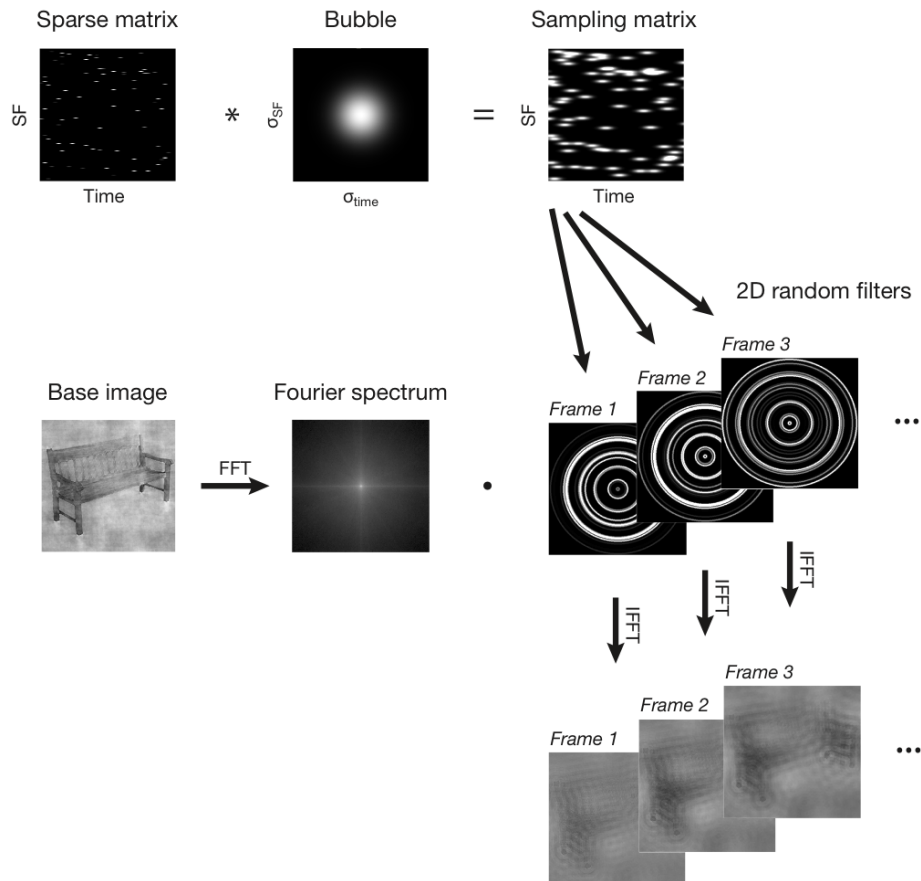 Sparse matrix
Bubble
Sampling matrix
SF
*
σSF
=
SF
Time
σtime
Time
2D random filters
Frame 3
Frame 2
Frame 1
Base image
Fourier spectrum
FFT
•
...
IFFT
IFFT
IFFT
Frame 3
Frame 2
Frame 1
...